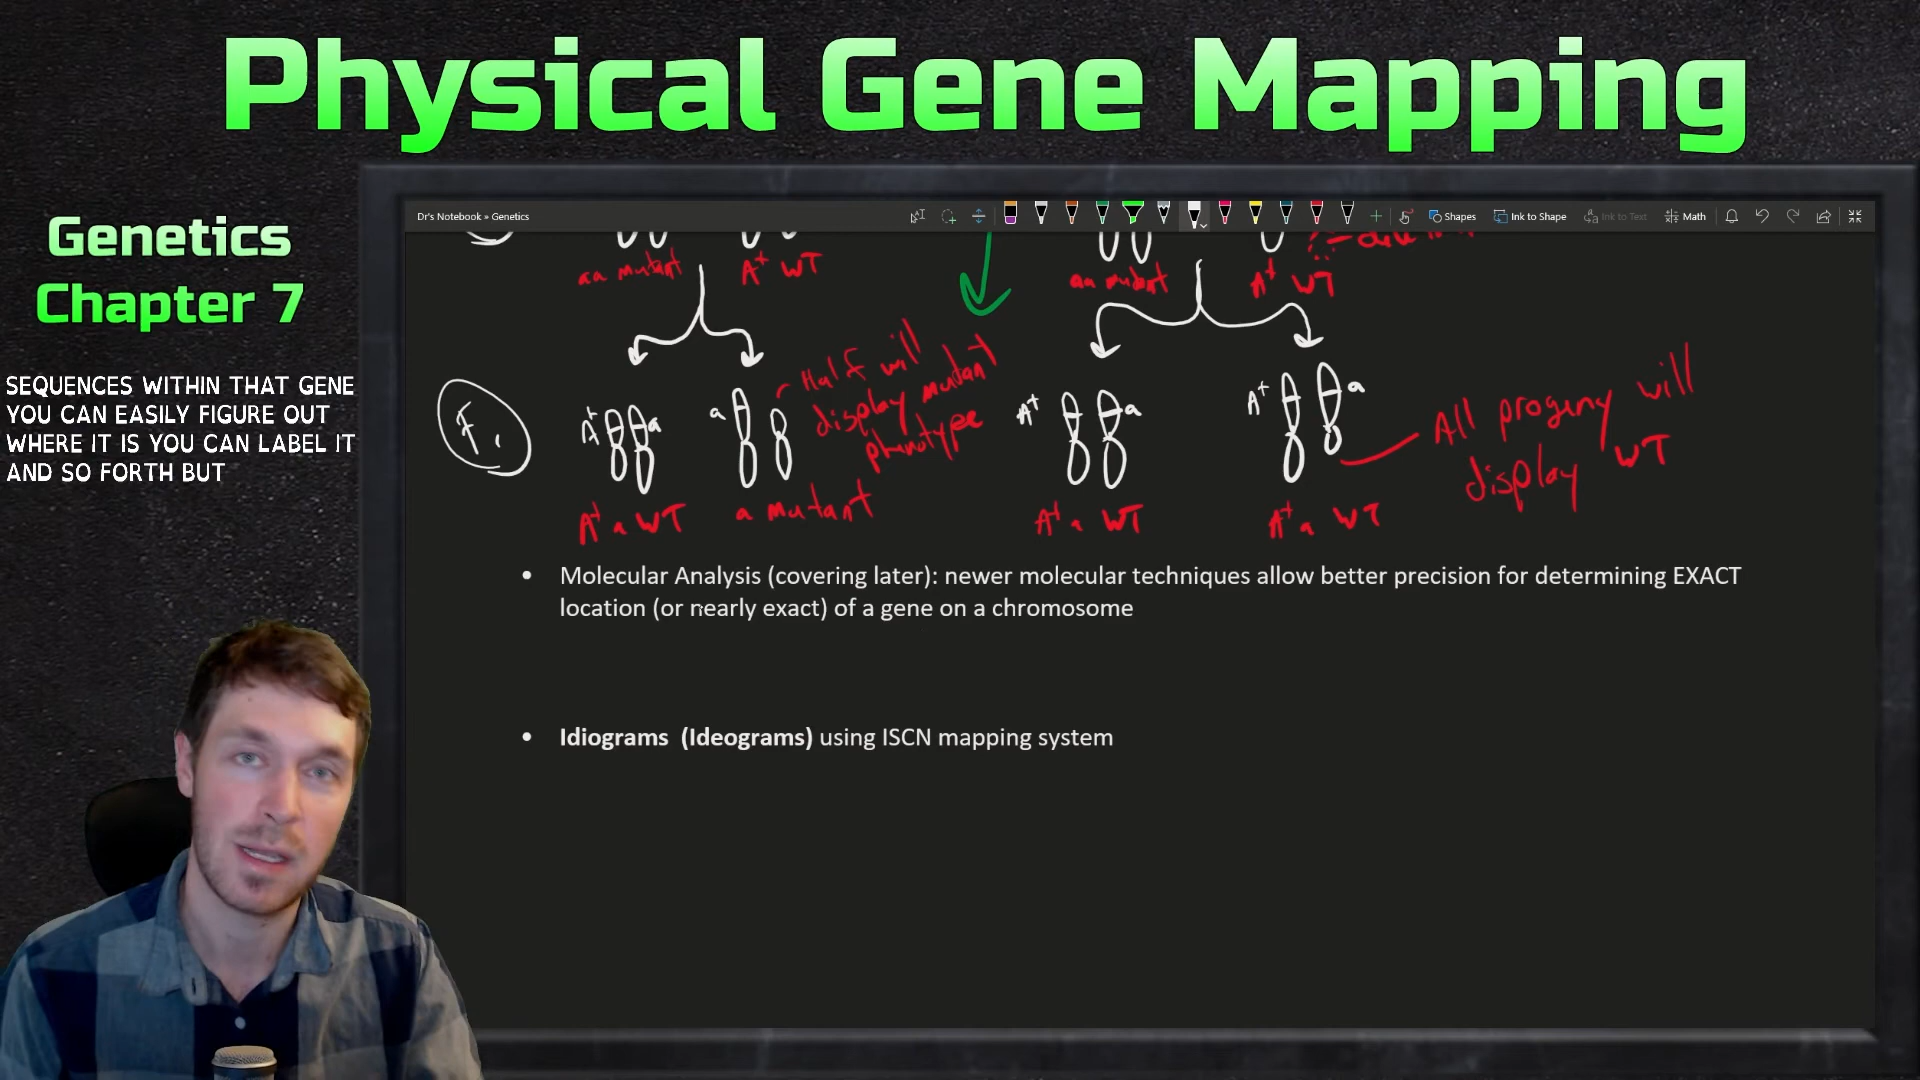 Physical Gene Mapping
Genetics
Chapter 7
SEQUENCES WITHIN THAT GENE
YOU CAN EASILY FIGURE OUT
WHERE IT IS YOU CAN LABEL IT
AND SO FORTH BUT
Dr's Notebook » Genetics
Shapes
Ink to Shape
Ink to Text
Math
aa mutant
A+ WT
aa mutant
A+ WT
F1
A+
a
a
Half will
display mutant
phenotype
A+
a
A+
a
All progeny will
display WT
A+ a WT
a mutant
A+ a WT
A+ a WT
• Molecular Analysis (covering later): newer molecular techniques allow better precision for determining EXACT
location (or nearly exact) of a gene on a chromosome
• Idiograms (Ideograms) using ISCN mapping system